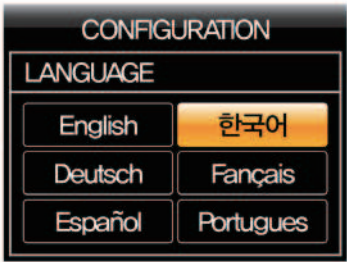 CONFIGURATION
LANGUAGE
English 한국어
Deutsch Fançais
Español Portugues